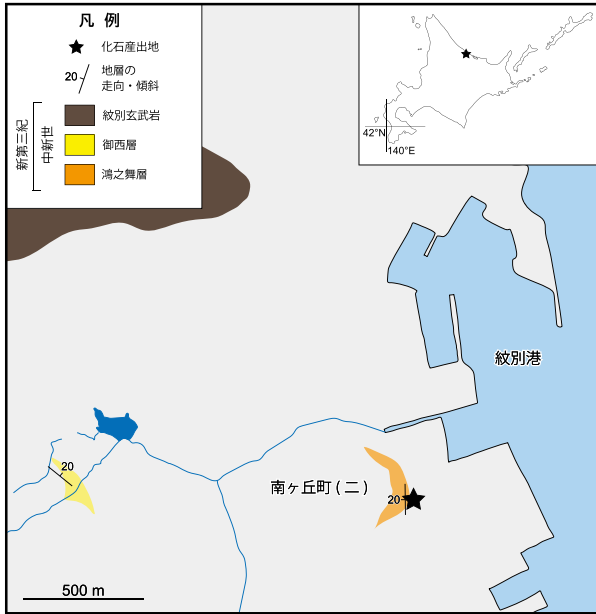 凡 例
化石産出地
20
地層の
走向・傾斜
新第三紀
中新世
紋別玄武岩
御西層
鴻之舞層
42°N
140°E
紋別港
20
南ヶ丘町(二)
20
500 m